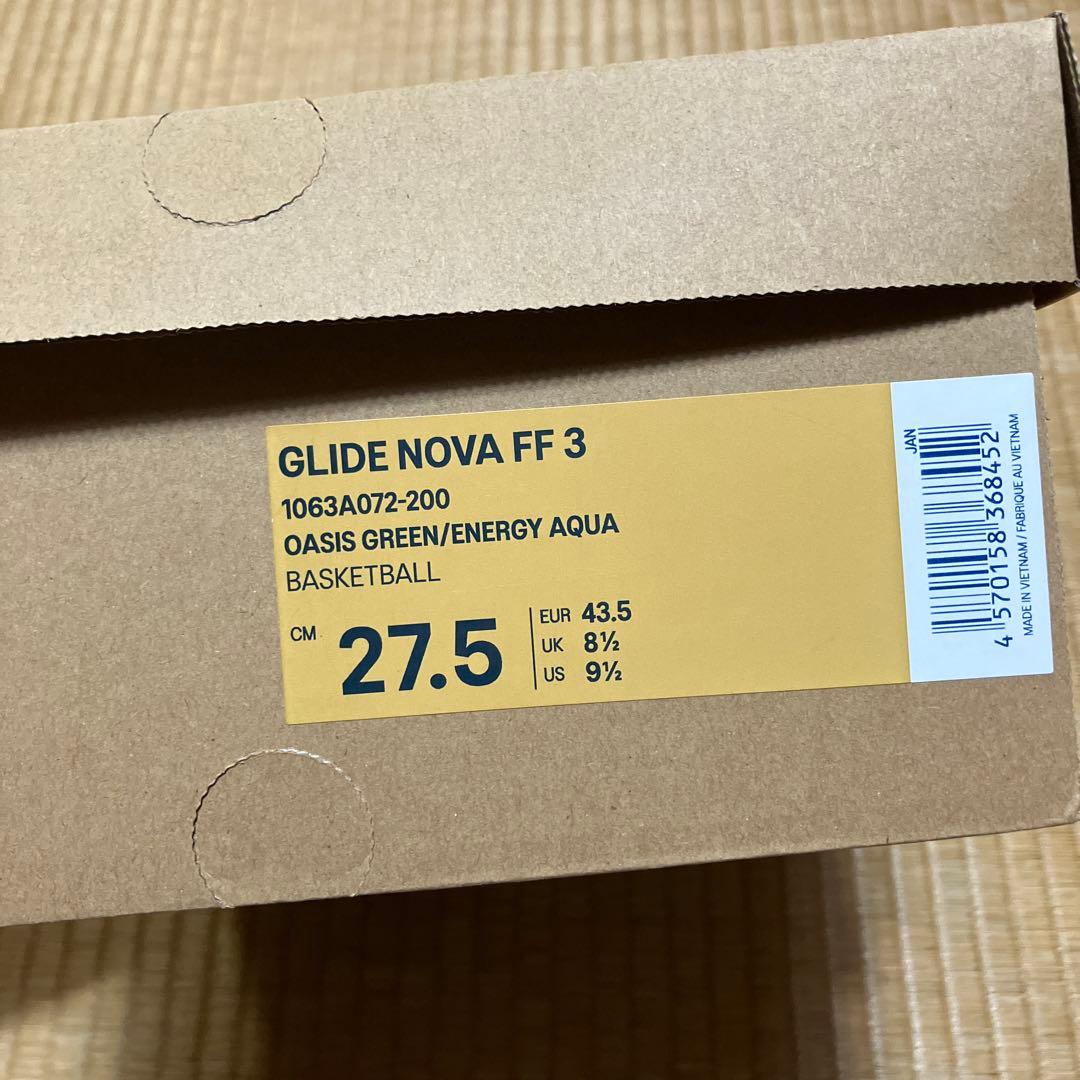 GLIDE NOVA FF 3
1063A072-200
OASIS GREEN/ENERGY AQUA
BASKETBALL
CM 27.5
EUR 43.5
UK 8½
US 9½
JAN
4 570158 368452
MADE IN VIETNAM / FABRIQUE AU VIETNAM